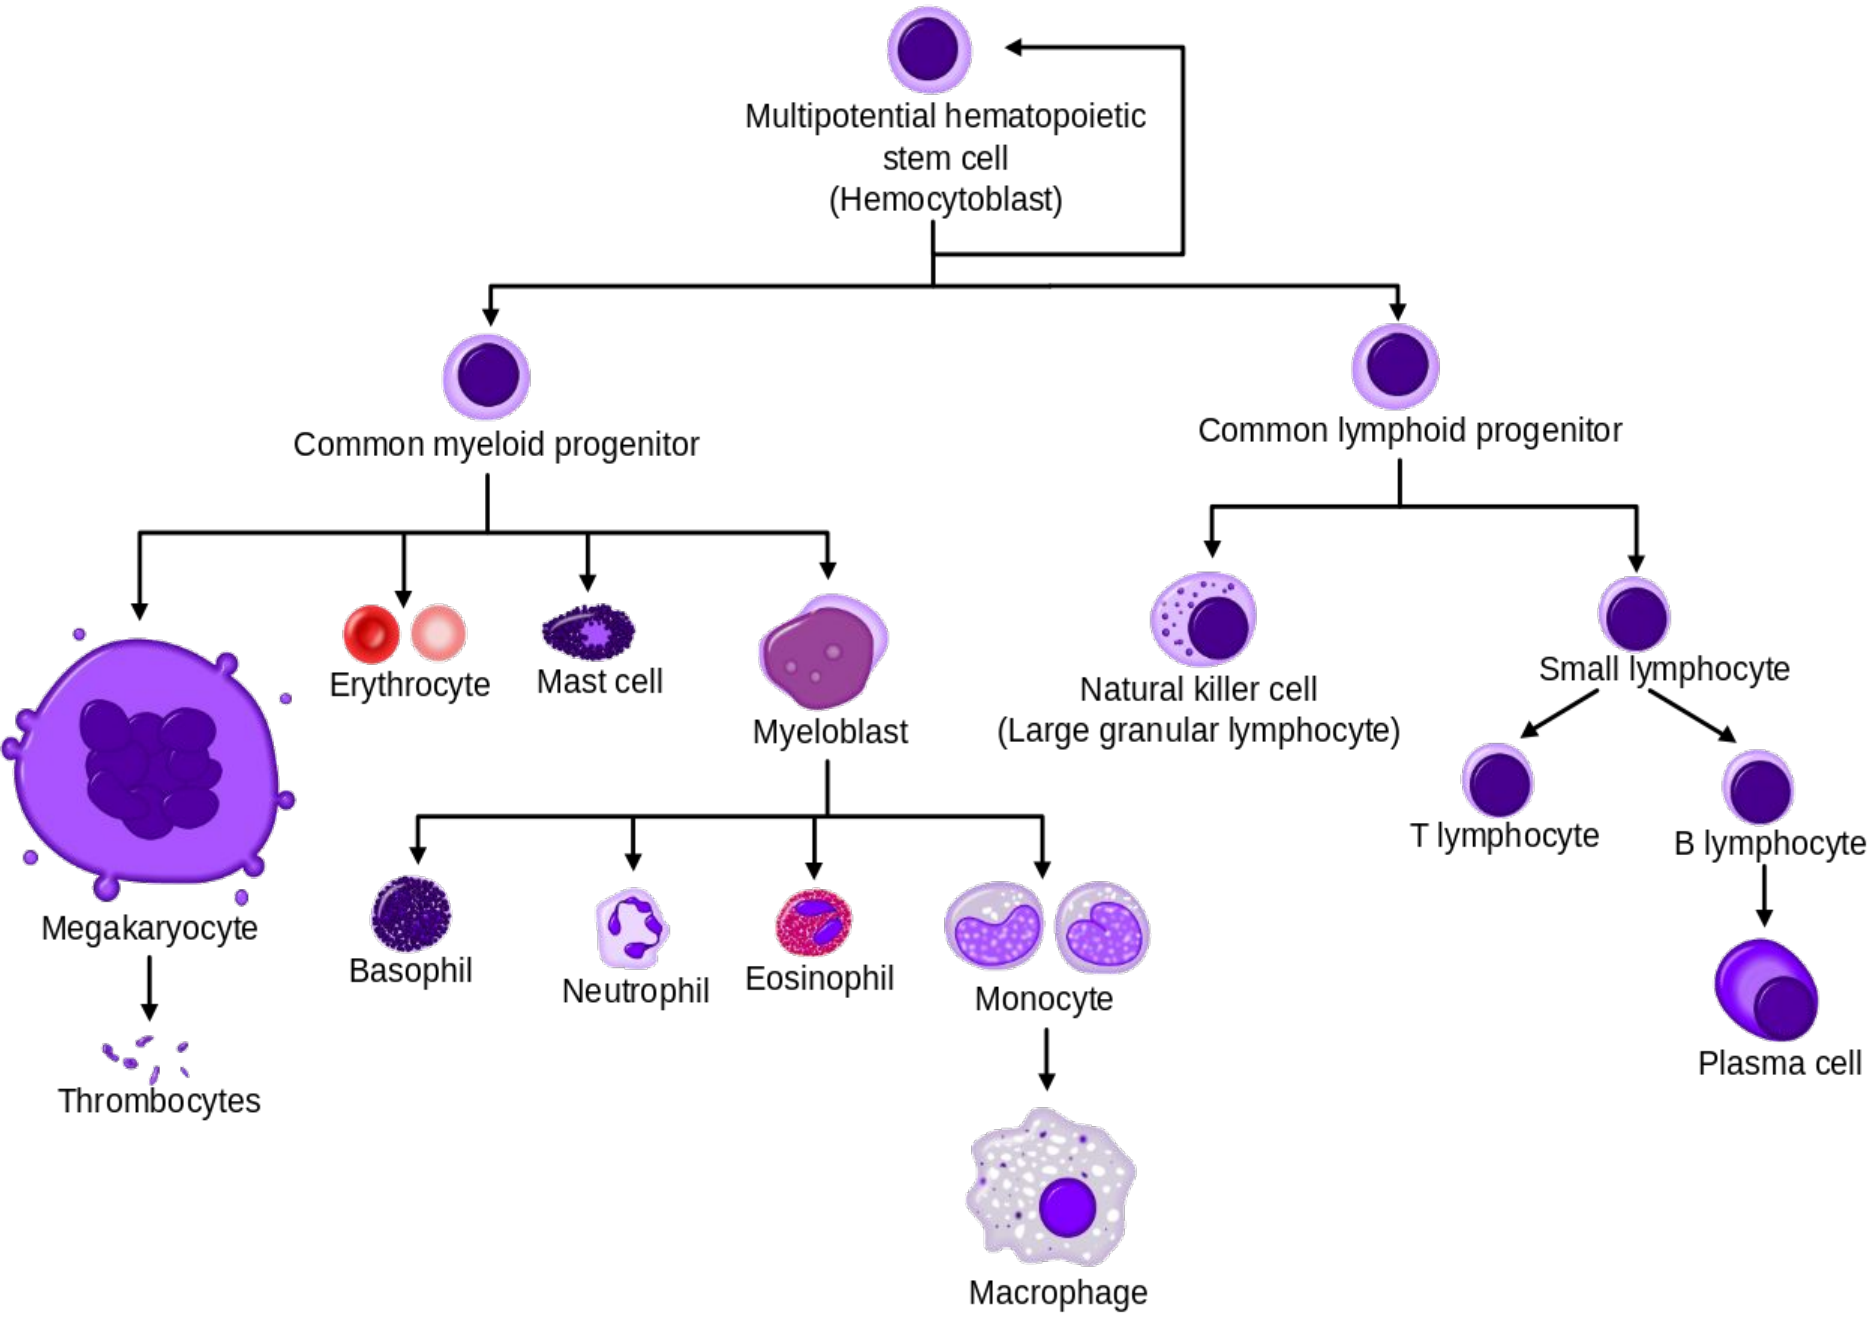 Multipotential hematopoietic
stem cell
(Hemocytoblast)
Common myeloid progenitor
Common lymphoid progenitor
Erythrocyte
Mast cell
Myeloblast
Natural killer cell
(Large granular lymphocyte)
Small lymphocyte
T lymphocyte
B lymphocyte
Megakaryocyte
Basophil
Neutrophil
Eosinophil
Monocyte
Plasma cell
Thrombocytes
Macrophage